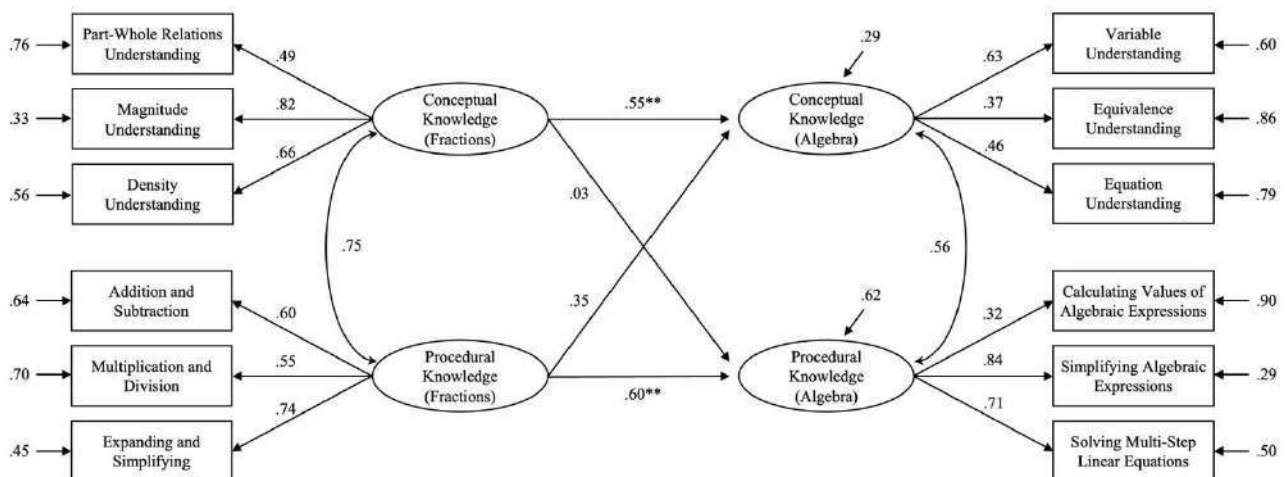 Part-Whole Relations
Understanding
.76
.49
Magnitude
Understanding
.33
.82
Density
Understanding
.56
.66
Conceptual
Knowledge
(Fractions)
.75
Addition and
Subtraction
.64
.60
Multiplication and
Division
.70
.55
Expanding and
Simplifying
.45
.74
Procedural
Knowledge
(Fractions)
.55**
.03
.35
.60**
.29
Conceptual
Knowledge
(Algebra)
.62
Procedural
Knowledge
(Algebra)
.56
.63
Variable
Understanding
.60
.37
Equivalence
Understanding
.86
.46
Equation
Understanding
.79
.32
Calculating Values of
Algebraic Expressions
.90
.84
Simplifying Algebraic
Expressions
.29
.71
Solving Multi-Step
Linear Equations
.50